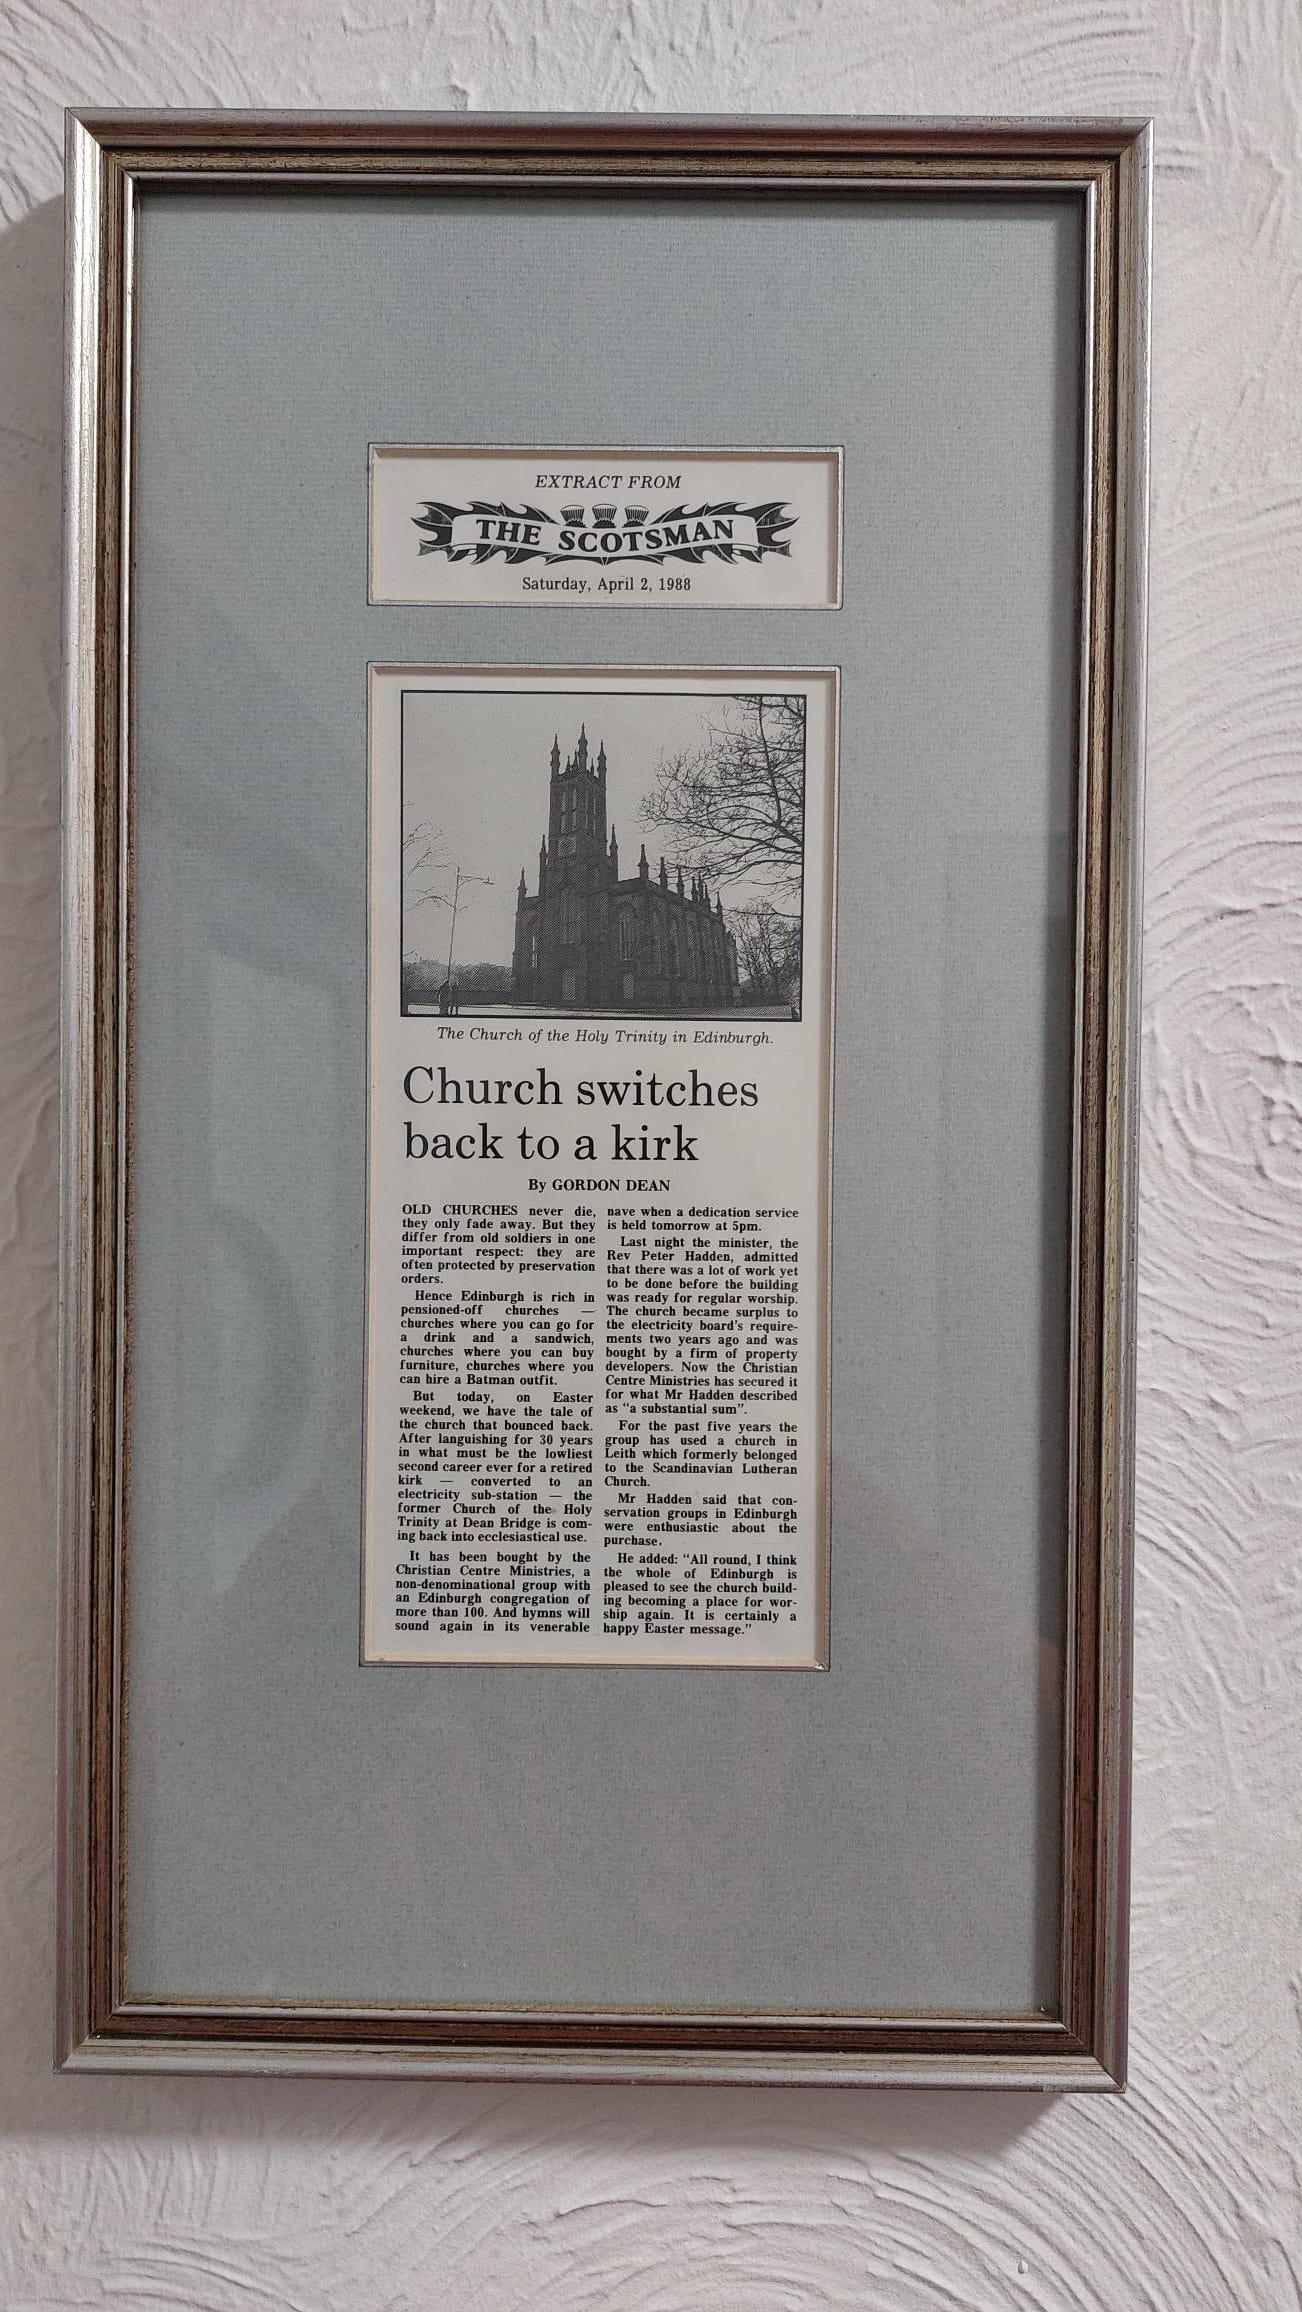 EXTRACT FROM
THE SCOTSMAN
Saturday, April 2, 1988
The Church of the Holy Trinity in Edinburgh.
Church switches
back to a kirk
By GORDON DEAN
OLD CHURCHES never die,
they only fade away. But they
differ from old soldiers in one
important respect: they are
often protected by preservation
orders.
Hence Edinburgh is rich in
pensioned-off churches —
churches where you can go for
a drink and a sandwich,
churches where you can buy
furniture, churches where you
can hire a Batman outfit.
But today, on Easter
weekend, we have the tale of
the church that bounced back.
After languishing for 30 years
in what must be the lowliest
second career ever for a retired
kirk — converted to an
electricity sub-station — the
former Church of the Holy
Trinity at Dean Bridge is com-
ing back into ecclesiastical use.
It has been bought by the
Christian Centre Ministries, a
non-denominational group with
an Edinburgh congregation of
more than 100. And hymns will
sound again in its venerable
nave when a dedication service
is held tomorrow at 5pm.
Last night the minister, the
Rev Peter Hadden, admitted
that there was a lot of work yet
to be done before the building
was ready for regular worship.
The church became surplus to
the electricity board's require-
ments two years ago and was
bought by a firm of property
developers. Now the Christian
Centre Ministries has secured it
for what Mr Hadden described
as "a substantial sum".
For the past five years the
group has used a church in
Leith which formerly belonged
to the Scandinavian Lutheran
Church.
Mr Hadden said that con-
servation groups in Edinburgh
were enthusiastic about the
purchase.
He added: "All round, I think
the whole of Edinburgh is
pleased to see the church build-
ing becoming a place for wor-
ship again. It is certainly a
happy Easter message."